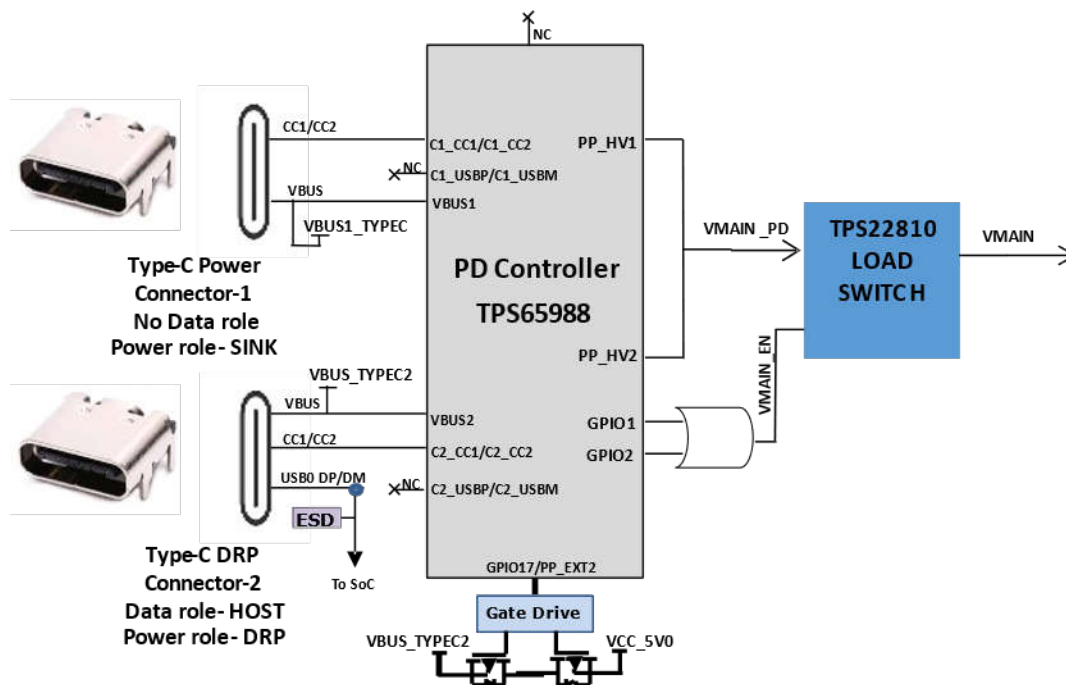 NC
CC1/CC2
C1_CC1/C1_CC2
PP_HV1
NC
C1_USBP/C1_USBM
VBUS
VBUS1
VBUS1_TYPEC
VMAIN _PD
TPS22810
LOAD
SWITCH
VMAIN
Type-C Power
Connector-1
No Data role
Power role- SINK
PD Controller
TPS65988
PP_HV2
VMAIN_EN
VBUS_TYPEC2
VBUS
VBUS2
GPIO1
CC1/CC2
C2_CC1/C2_CC2
GPIO2
USB0 DP/DM
NC
C2_USBP/C2_USBM
ESD
To SoC
Type-C DRP
Connector-2
Data role- HOST
Power role- DRP
GPIO17/PP_EXT2
Gate Drive
VBUS_TYPEC2
VCC_5V0